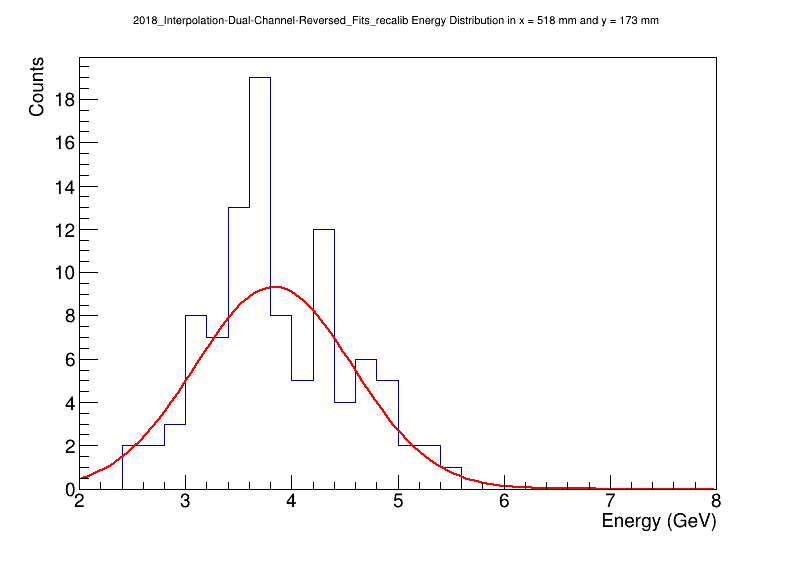 2018_Interpolation-Dual-Channel-Reversed_Fits_recalib Energy Distribution in x = 518 mm and y = 173 mm
Counts
18
16
14
12
10
8
6
4
2
0
2 3 4 5 6 7 8
Energy (GeV)